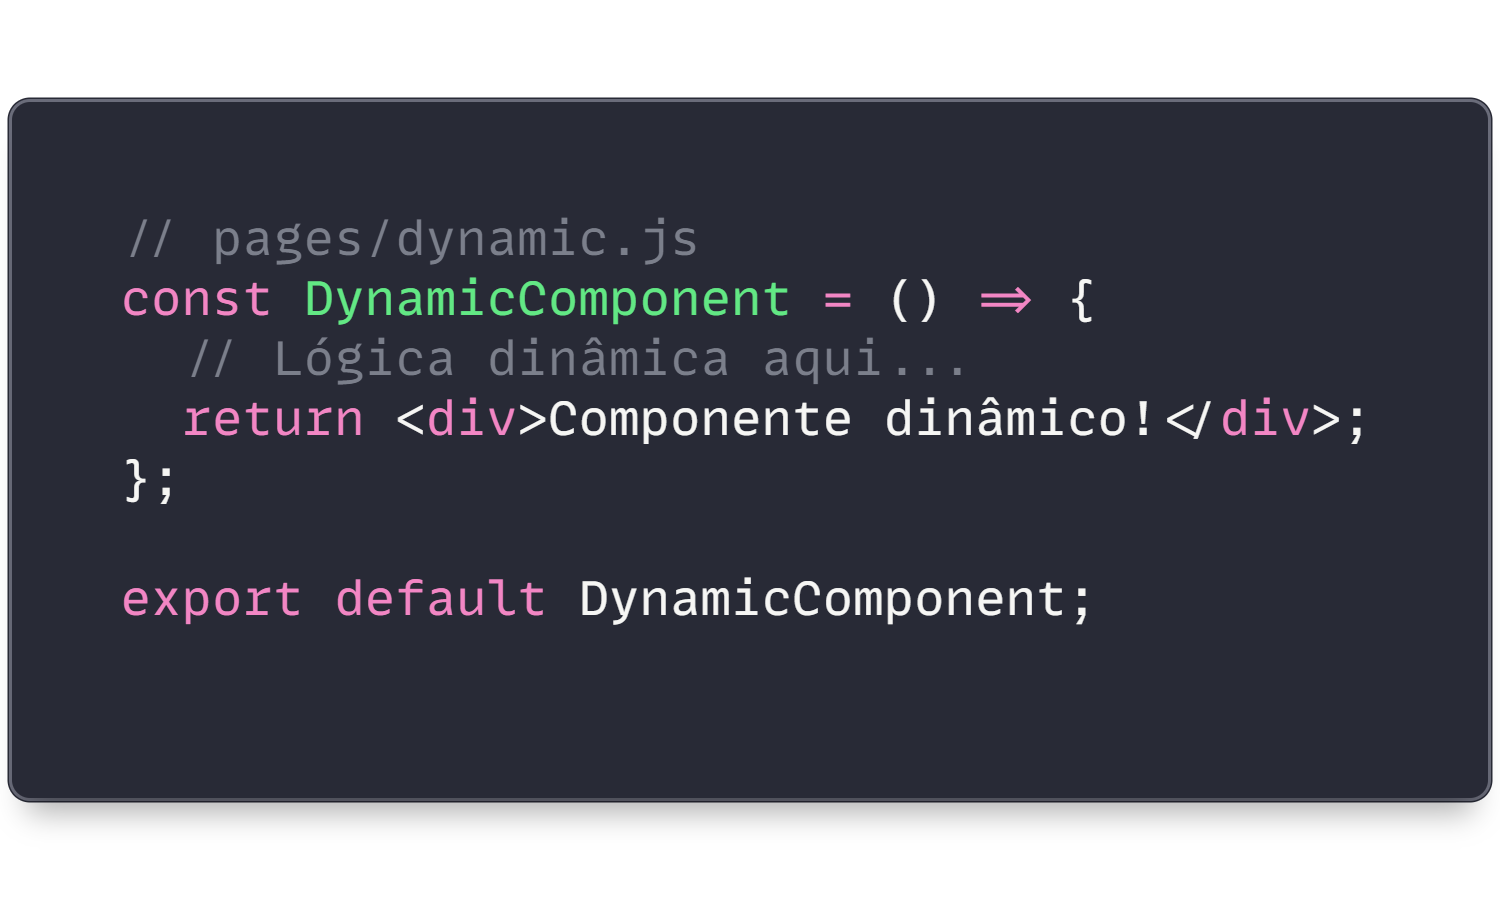 // pages/dynamic.js
const DynamicComponent = () => {
  // Lógica dinâmica aqui...
  return <div>Componente dinâmico!</div>;
};

export default DynamicComponent;